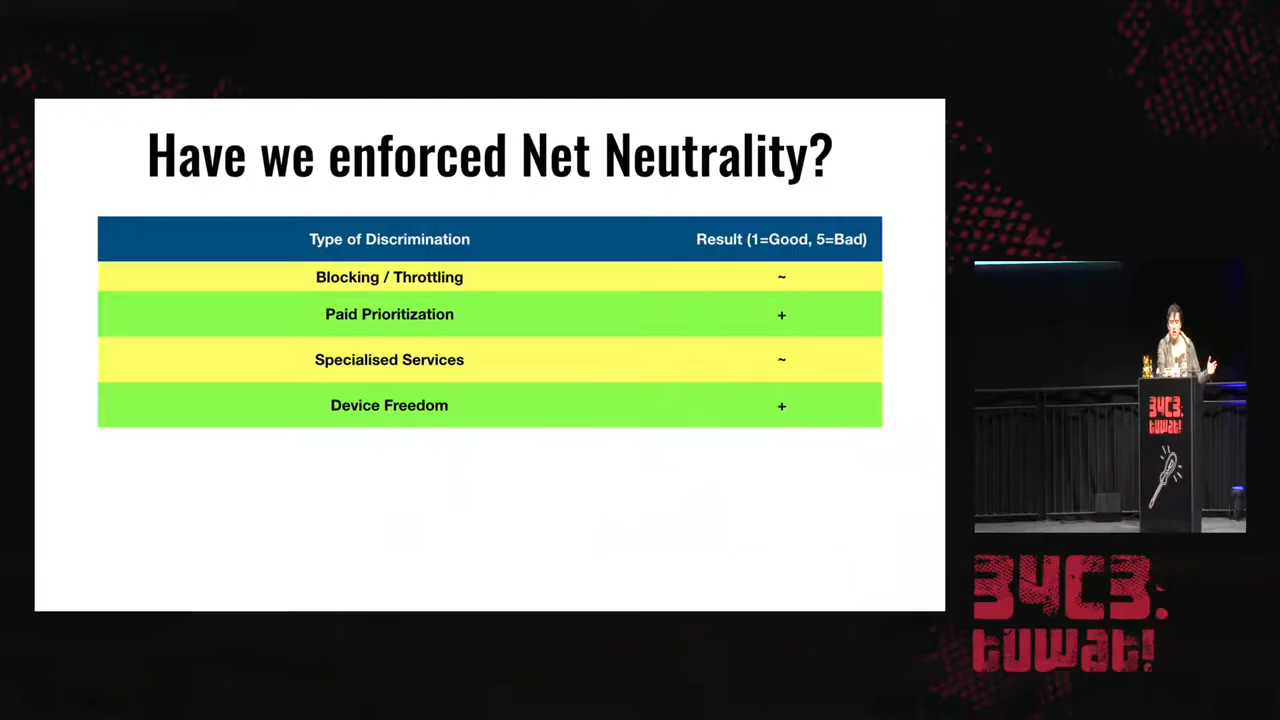 Have we enforced Net Neutrality?
Type of Discrimination Result (1=Good, 5=Bad)
Blocking / Throttling ~
Paid Prioritization +
Specialised Services ~
Device Freedom +
34C3.
tuwat!
34C3.
tuwat!